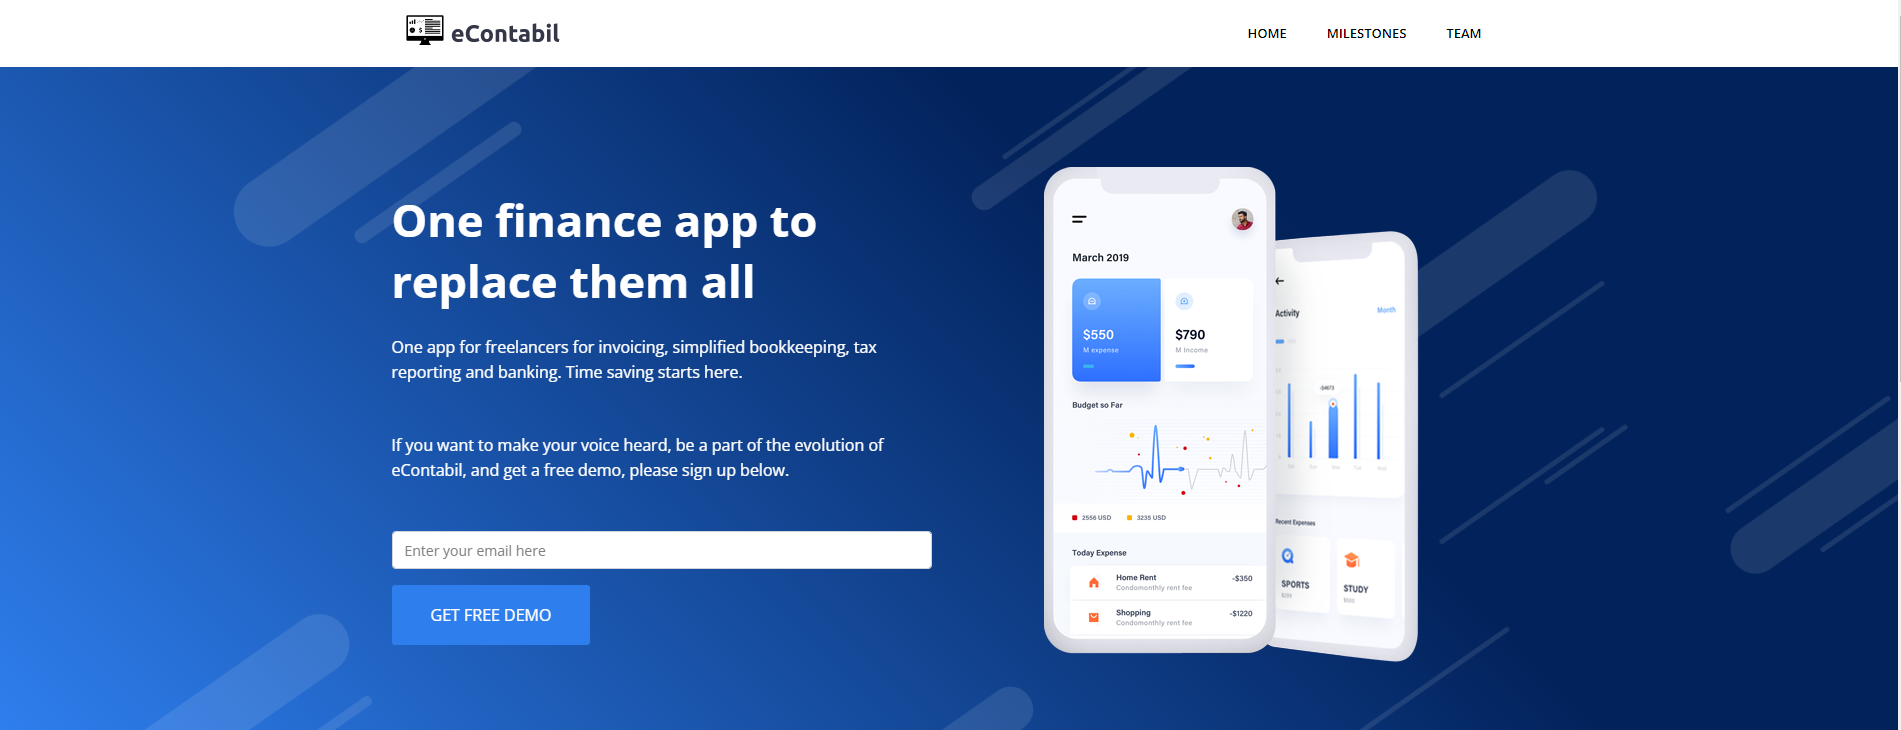 eContabil
HOME MILESTONES TEAM
One finance app to
replace them all
One app for freelancers for invoicing, simplified bookkeeping, tax
reporting and banking. Time saving starts here.
If you want to make your voice heard, be a part of the evolution of
eContabil, and get a free demo, please sign up below.
Enter your email here
GET FREE DEMO
March 2019
$550
M expense
$790
M Income
Budget so Far
2556 USD
3235 USD
Today Expense
Home Rent
-$350
Condomonthly rent fee
Shopping
-$1220
Condomonthly rent fee
Activity
Month
-$4673
Sun
Tue
Recent Expenses
SPORTS
STUDY